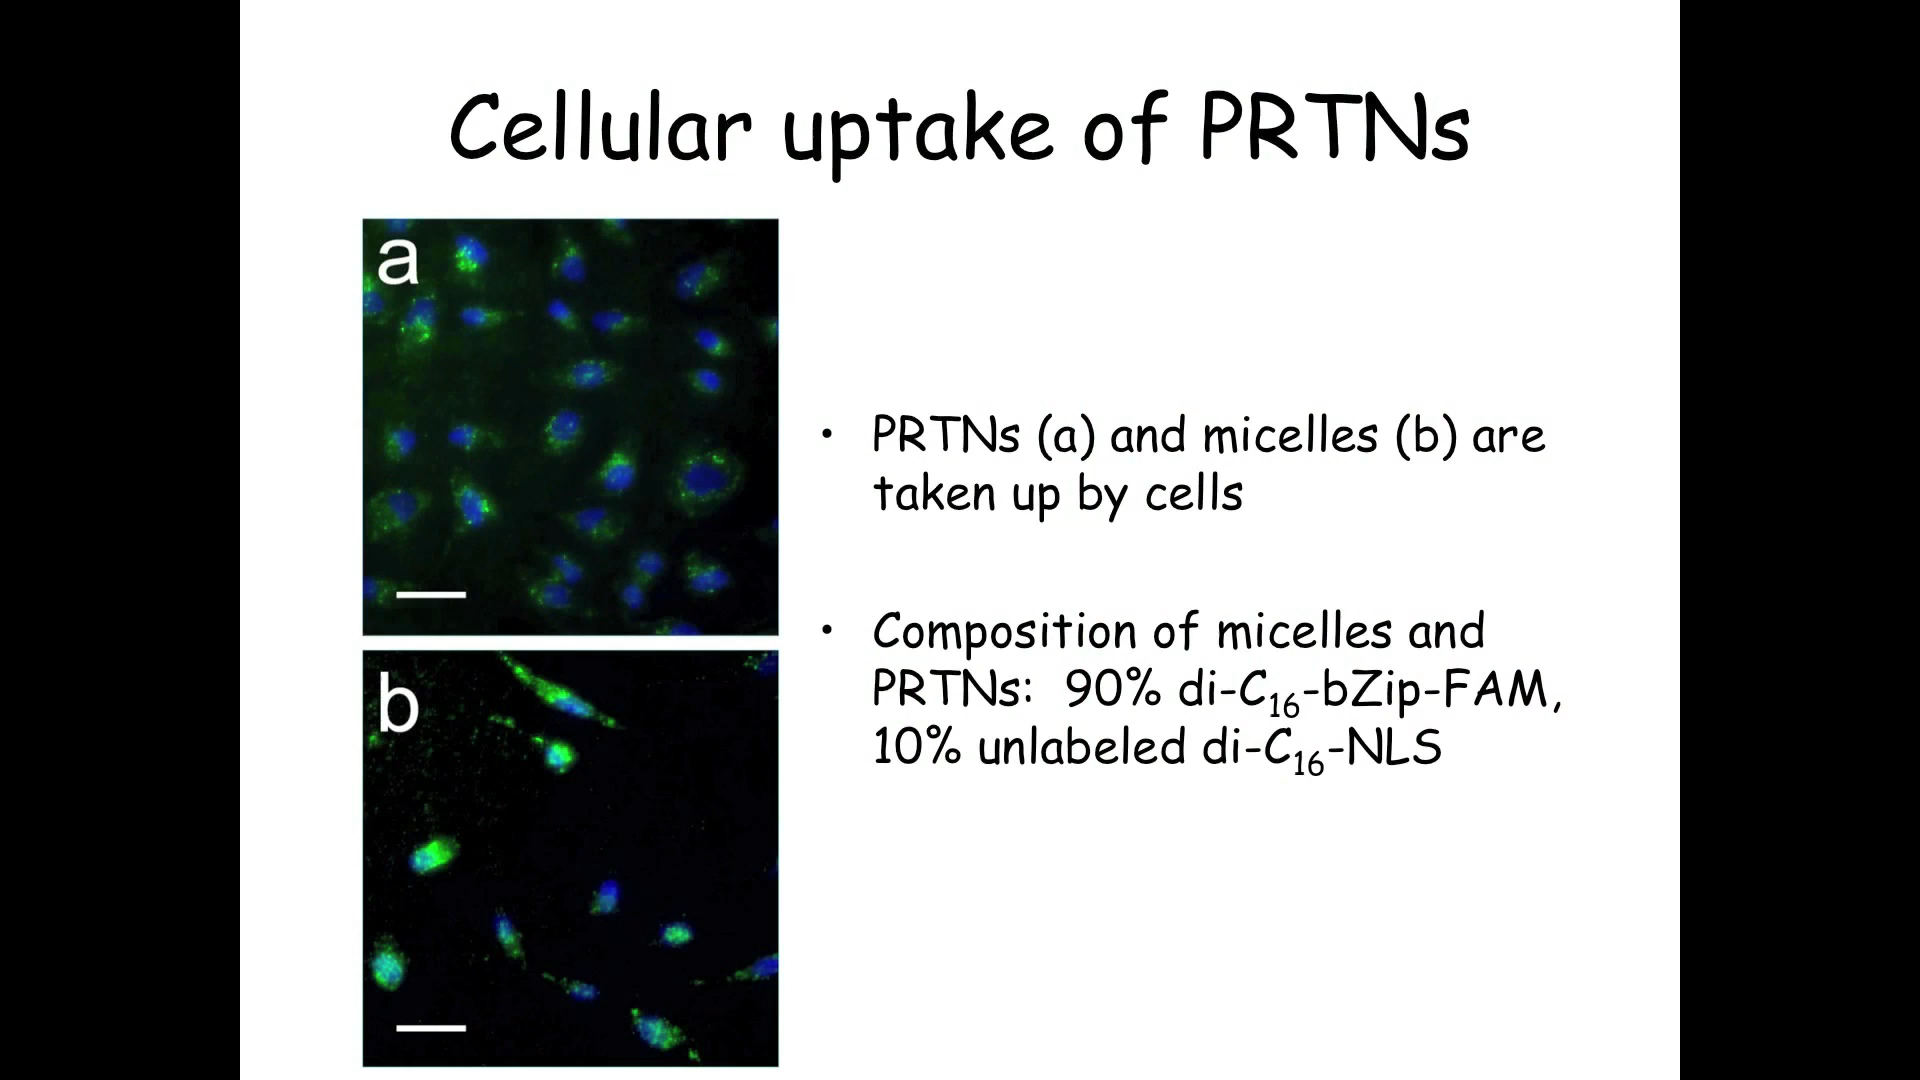 Cellular uptake of PRTNs
a
• PRTNs (a) and micelles (b) are
taken up by cells
b
• Composition of micelles and
PRTNs: 90% di-C₁₆-bZip-FAM,
10% unlabeled di-C₁₆-NLS